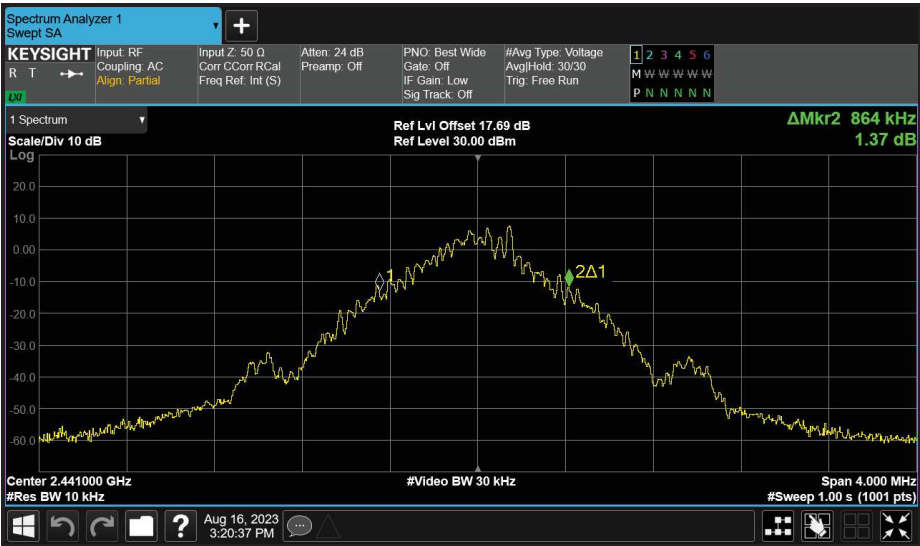 Spectrum Analyzer 1
Swept SA
+
KEYSIGHT
R T
LXI
Input: RF
Coupling: AC
Align: Partial
Input Z: 50 Ω
Corr CCorr RCal
Freq Ref: Int (S)
Atten: 24 dB
Preamp: Off
PNO: Best Wide
Gate: Off
IF Gain: Low
Sig Track: Off
#Avg Type: Voltage
Avg|Hold: 30/30
Trig: Free Run
1 2 3 4 5 6
M W W W W W
P N N N N N
1 Spectrum
Scale/Div 10 dB
Ref Lvl Offset 17.69 dB
Ref Level 30.00 dBm
ΔMkr2 864 kHz
1.37 dB
Log
20.0
10.0
0.00
-10.0
-20.0
-30.0
-40.0
-50.0
-60.0
1
2Δ1
Center 2.441000 GHz
#Video BW 30 kHz
Span 4.000 MHz
#Res BW 10 kHz
#Sweep 1.00 s (1001 pts)
?
Aug 16, 2023
3:20:37 PM